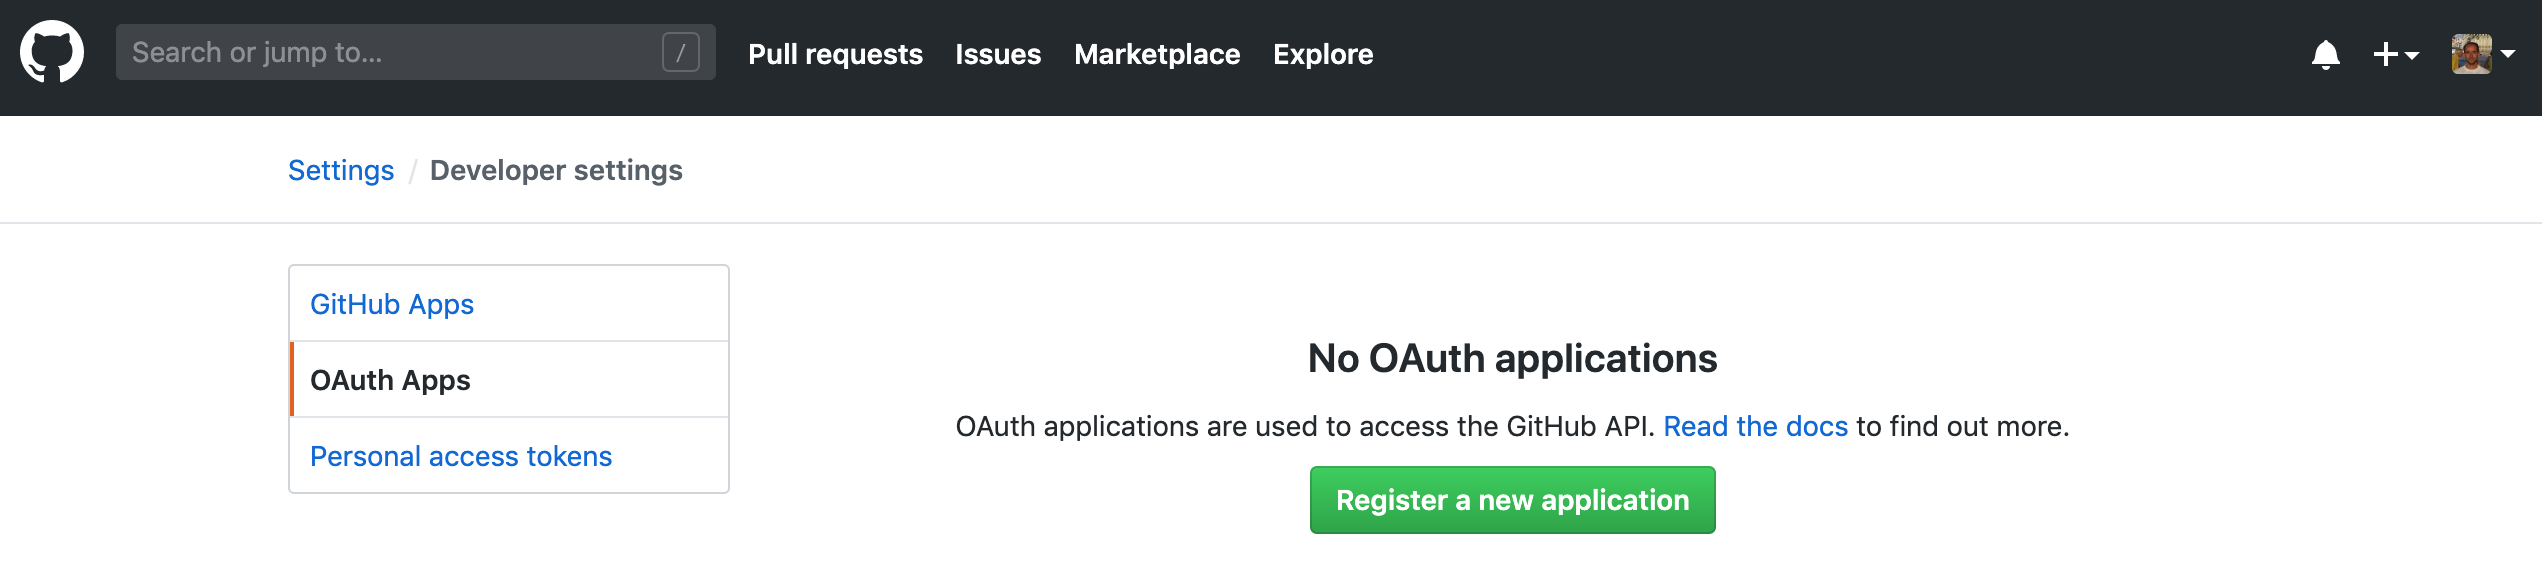 Search or jump to... /
Pull requests Issues Marketplace Explore
Settings / Developer settings
GitHub Apps
OAuth Apps
Personal access tokens
No OAuth applications
OAuth applications are used to access the GitHub API. Read the docs to find out more.
Register a new application